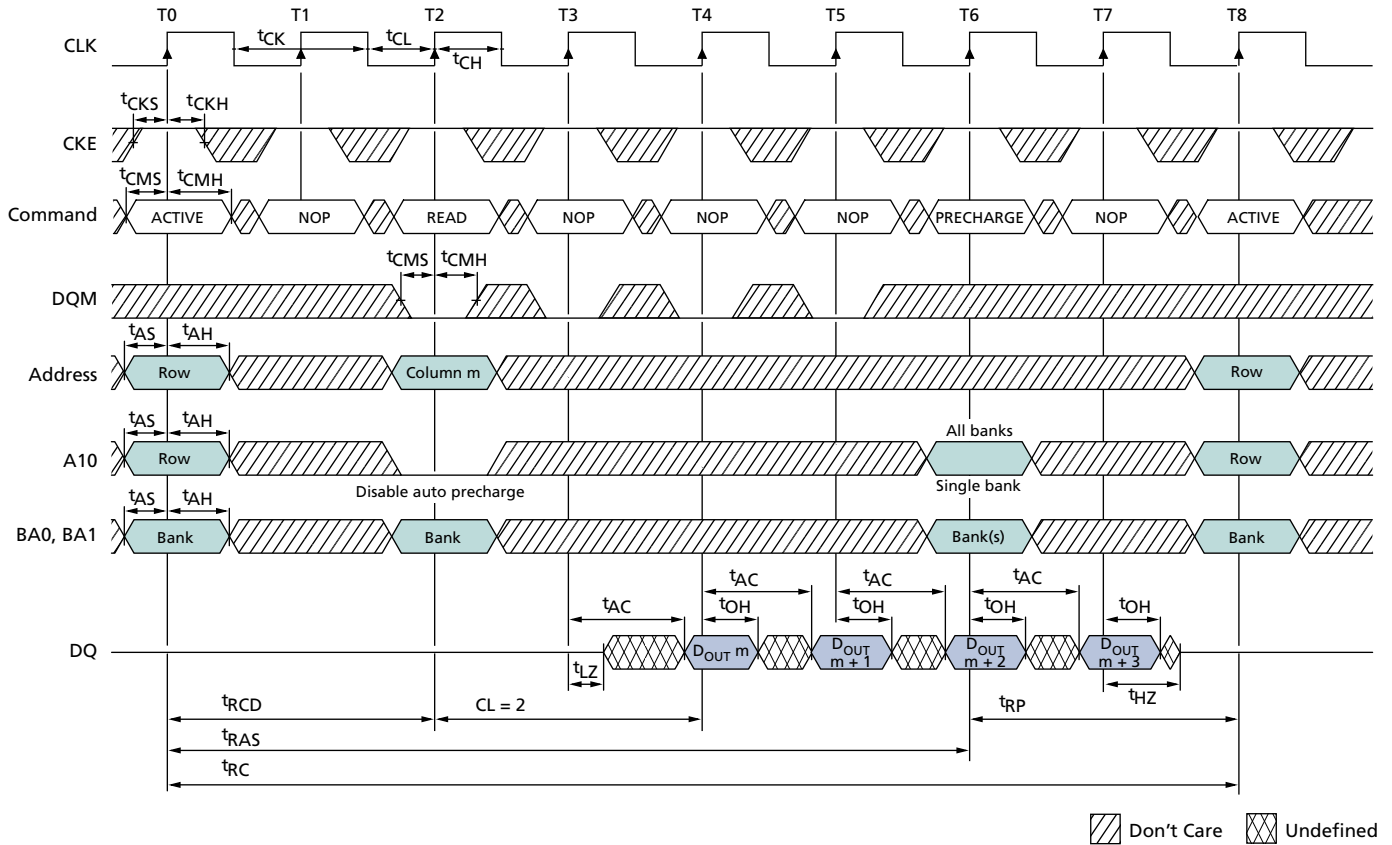 T0 T1 T2 T3 T4 T5 T6 T7 T8
CLK
tCK tCL
tCH
tCKS tCKH
CKE
tCMS tCMH
Command ACTIVE NOP READ NOP NOP NOP PRECHARGE NOP ACTIVE
tCMS tCMH
DQM
tAS tAH
Address Row Column m Row
tAS tAH
All banks
A10 Row Row
Disable auto precharge
Single bank
tAS tAH
BA0, BA1 Bank Bank Bank(s) Bank
tAC tAC tAC
tAC tOH tOH tOH tOH
DQ DOUT m DOUT m + 1 DOUT m + 2 DOUT m + 3
tLZ tHZ
tRCD CL = 2 tRP
tRAS
tRC
Don't Care Undefined